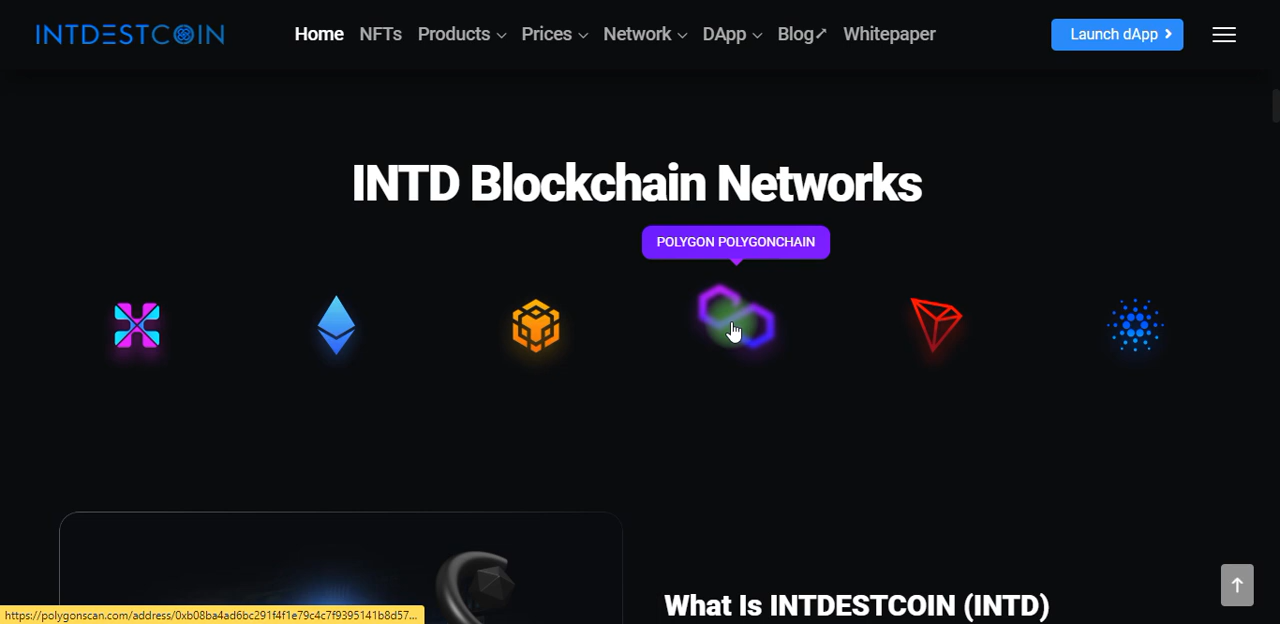 INTDESTCOIN
Home NFTs Products Prices Network DApp Blog Whitepaper
Launch dApp
INTD Blockchain Networks
POLYGON POLYGONCHAIN
What Is INTDESTCOIN (INTD)
https://polygonscan.com/address/0xb08ba4ad6bc291f4f1e79c4c7f9395141b8d57...